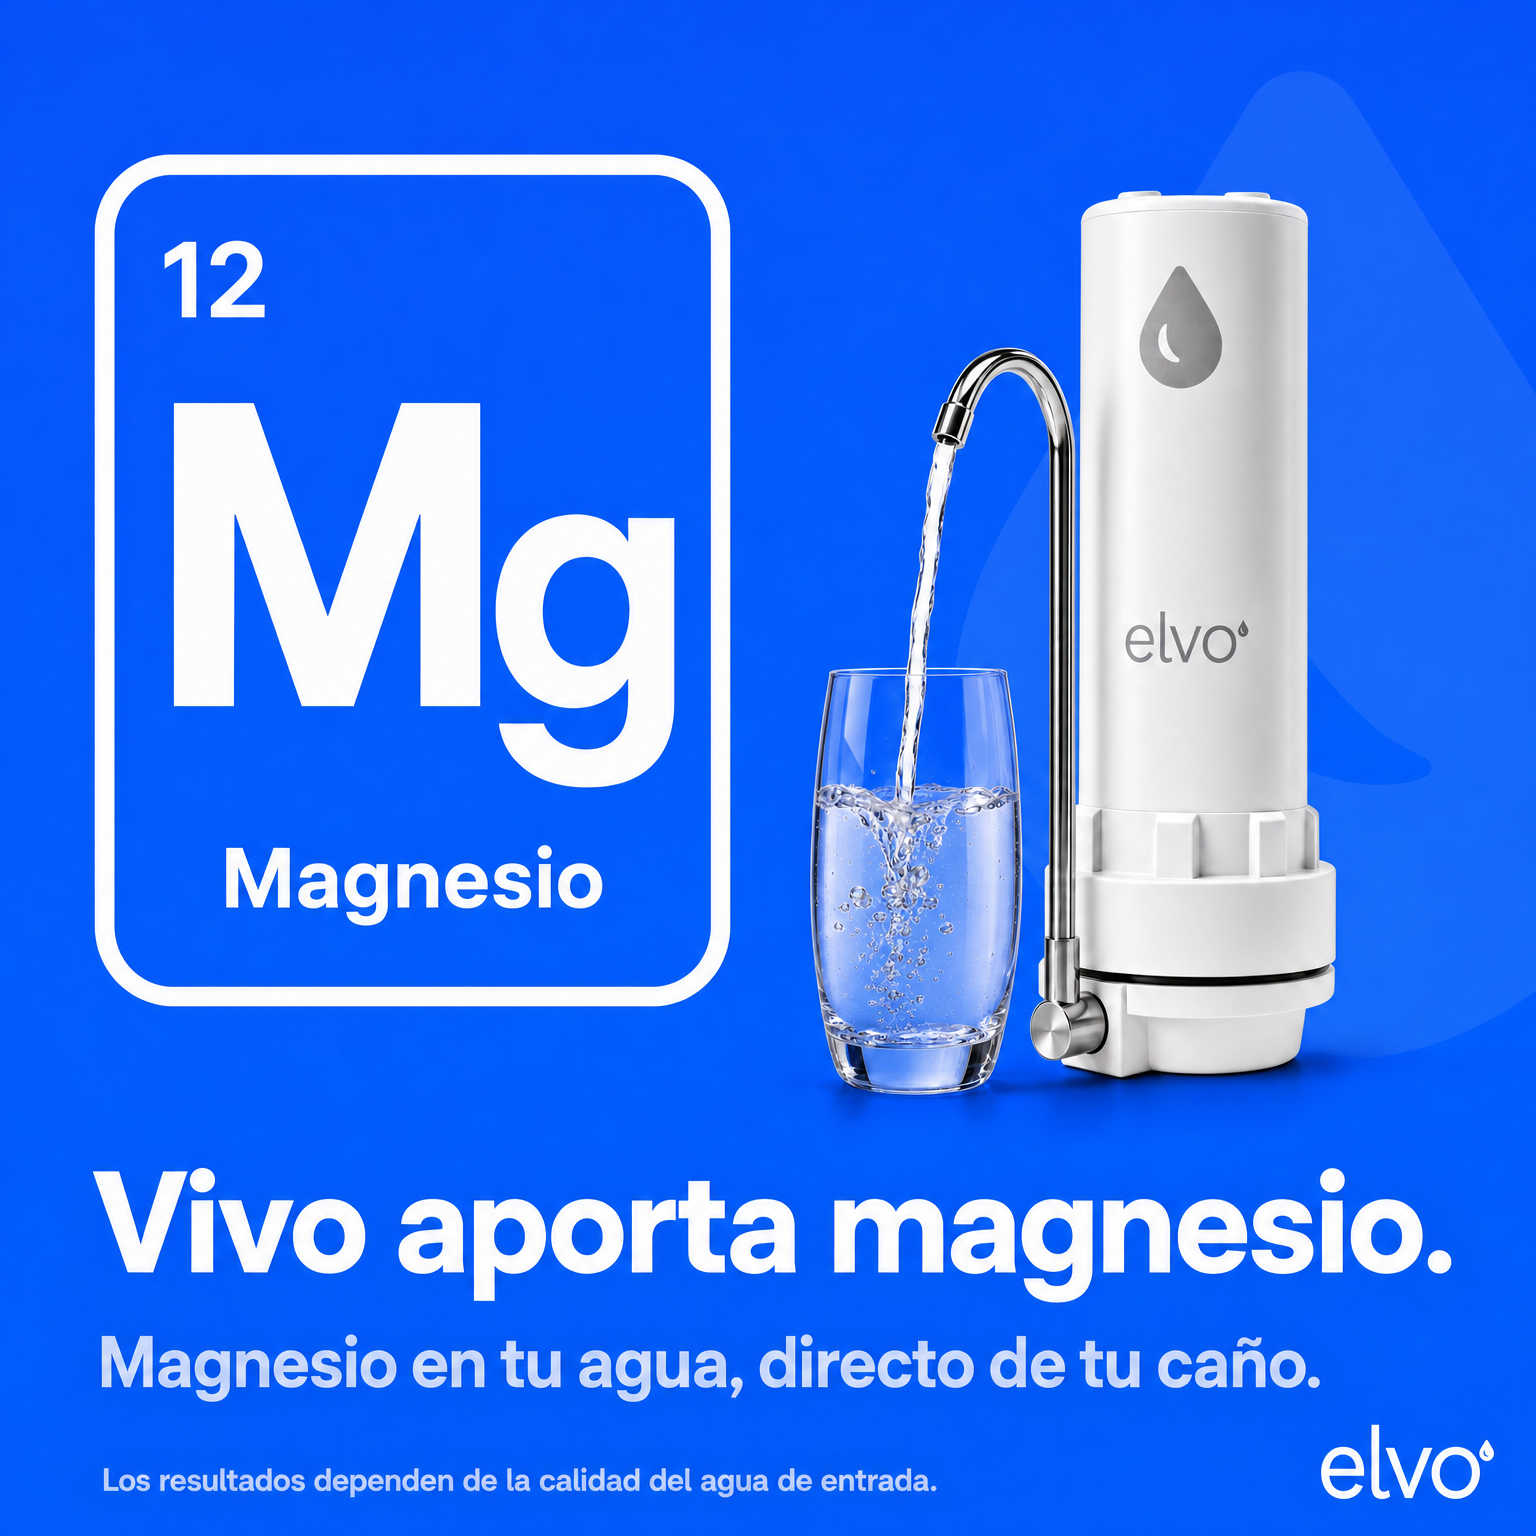 12
Mg
Magnesio
elvo
Vivo aporta magnesio.
Magnesio en tu agua, directo de tu caño.
Los resultados dependen de la calidad del agua de entrada.
elvo